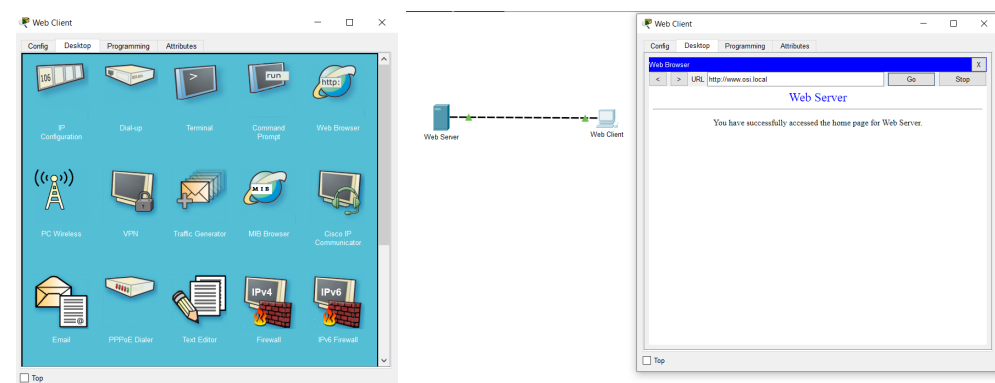 Web Client
Config Desktop Programming Attributes
106
>
run
http:
IP
Configuration
Dial-up
Terminal
Command
Prompt
Web Browser
MIB
PC Wireless
VPN
Traffic Generator
MIB Browser
Cisco IP
Communicator
IPv4
IPv6
Email
PPPoE Dialer
Text Editor
Firewall
IPv6 Firewall
Top
Web Server
Web Client
Web Client
Config Desktop Programming Attributes
Web Browser X
< > URL http://www.osi.local Go Stop
Web Server
You have successfully accessed the home page for Web Server.
Top